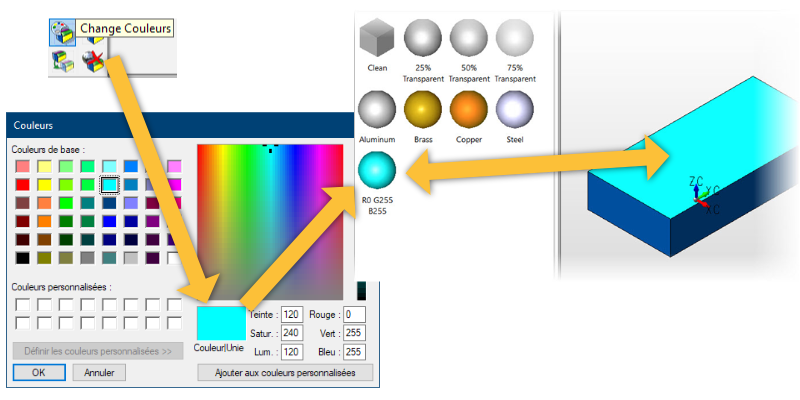 Change Couleurs
Clean
25%
Transparent
50%
Transparent
75%
Transparent
Aluminum
Brass
Copper
Steel
R0 G255
B255
ZC
YC
XC
Couleurs
Couleurs de base :
Couleurs personnalisées :
Définir les couleurs personnalisées >>
OK
Annuler
Couleur|Unie
Teinte : 120
Satur. : 240
Lum. : 120
Rouge : 0
Vert : 255
Bleu : 255
Ajouter aux couleurs personnalisées